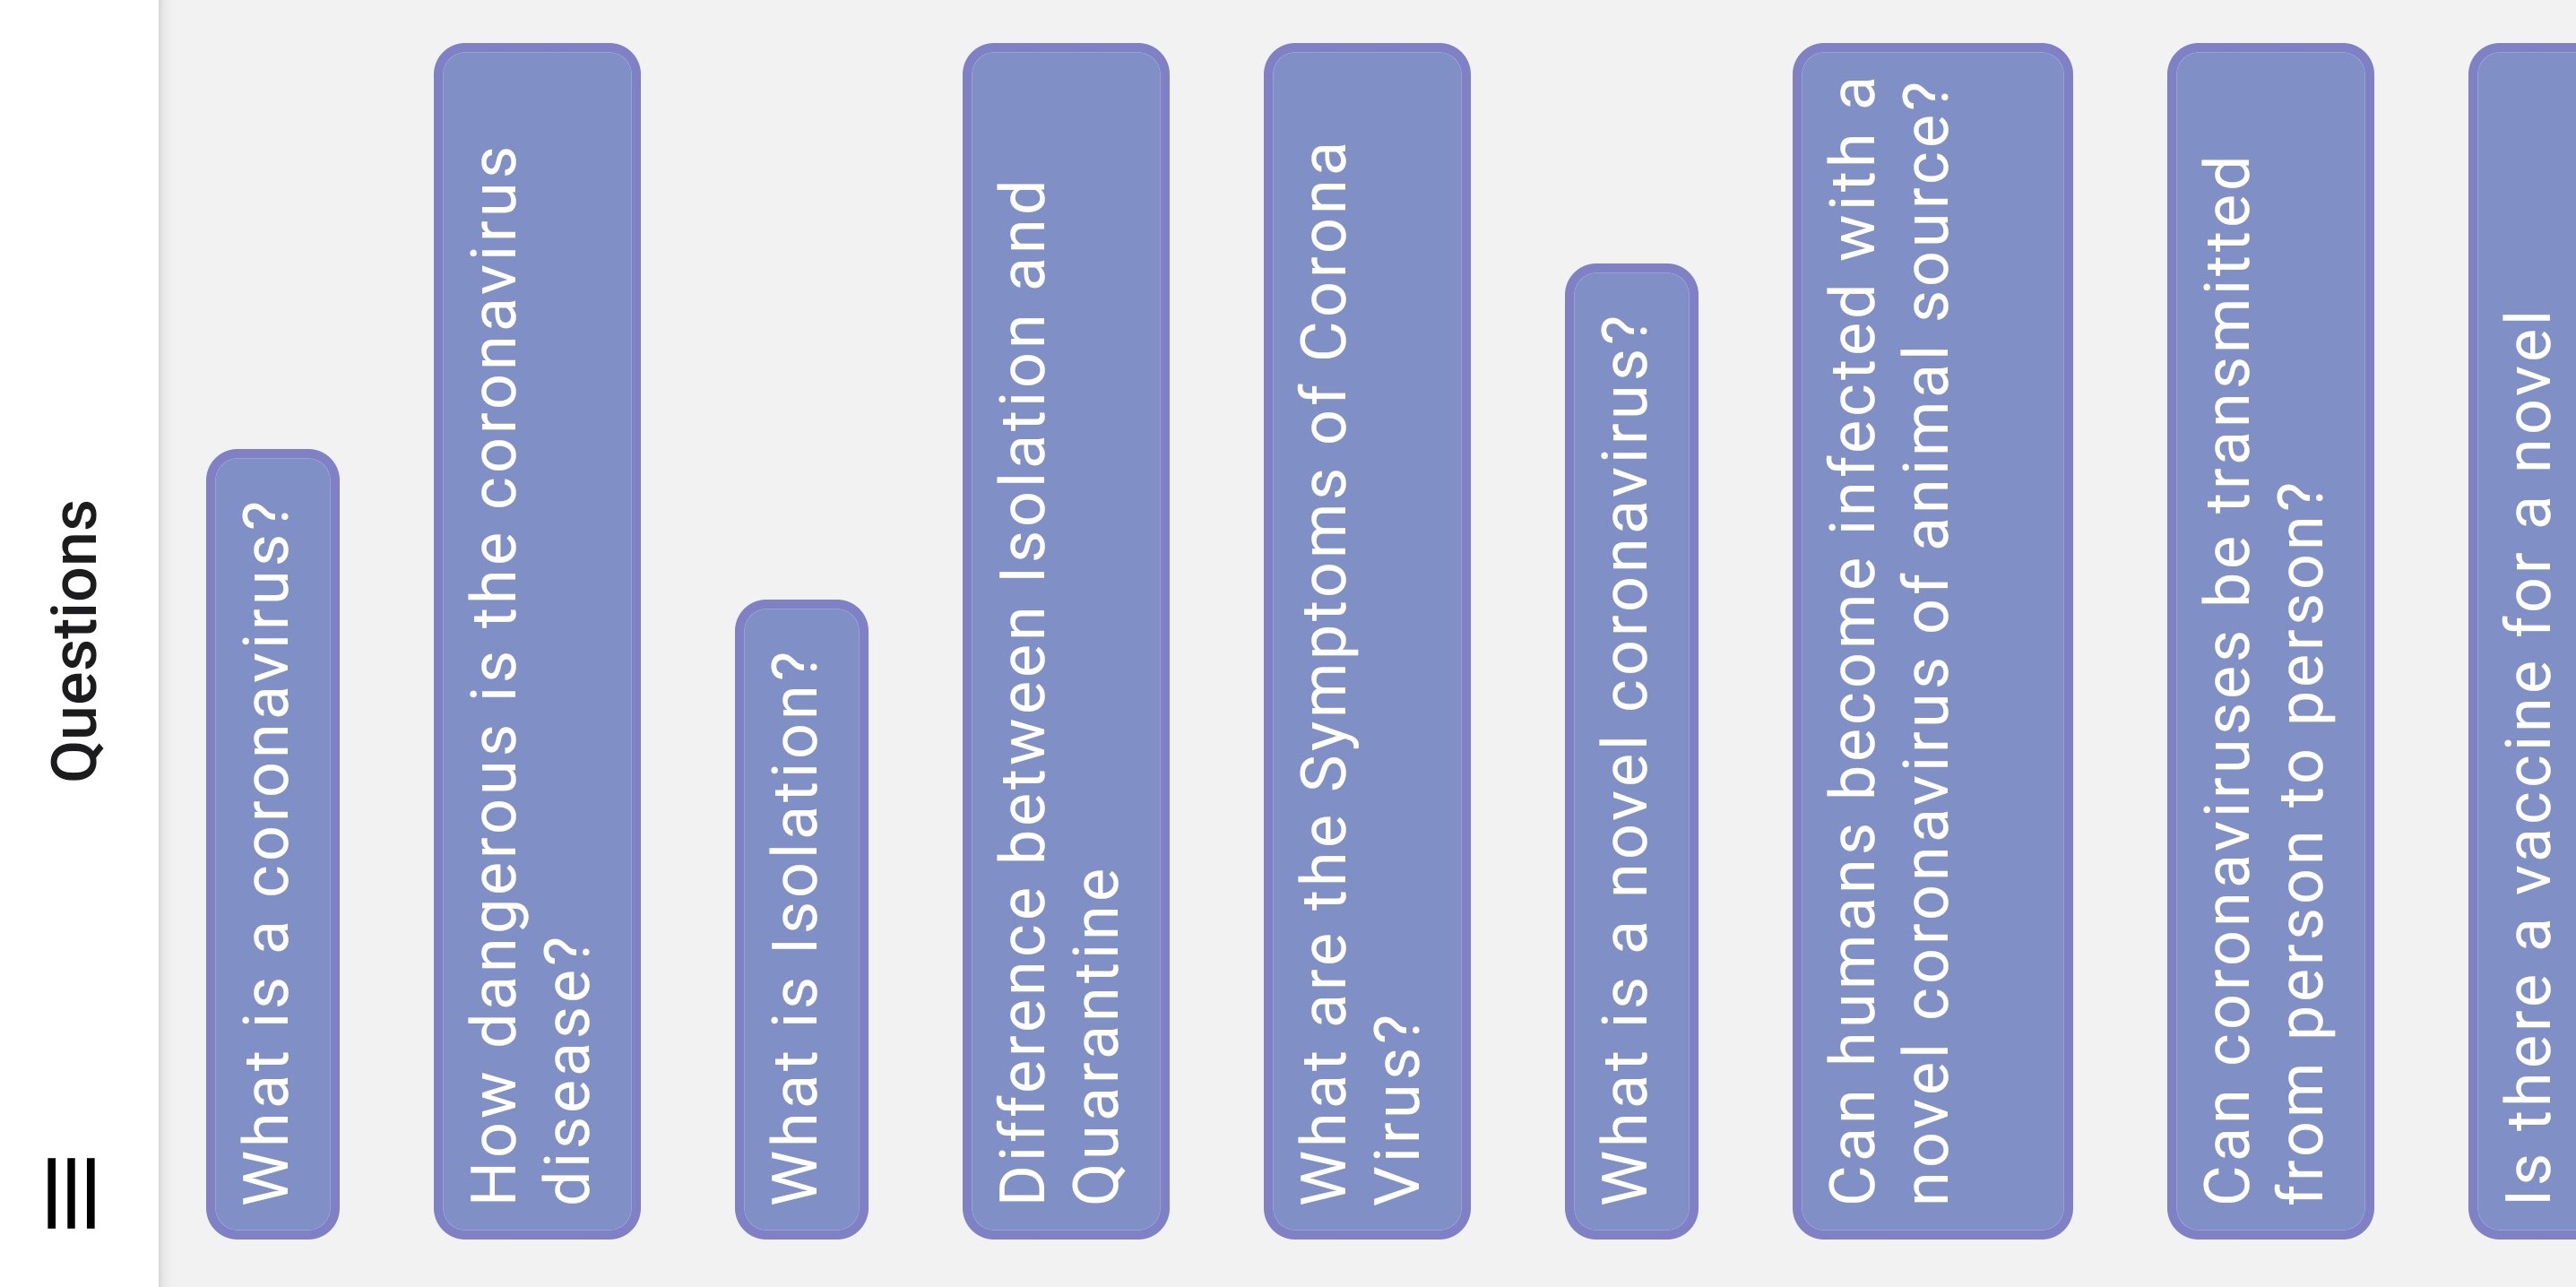 Questions
What is a coronavirus?
How dangerous is the coronavirus
disease?
What is Isolation?
Difference between Isolation and
Quarantine
What are the Symptoms of Corona
Virus?
What is a novel coronavirus?
Can humans become infected with a
novel coronavirus of animal source?
Can coronaviruses be transmitted
from person to person?
Is there a vaccine for a novel